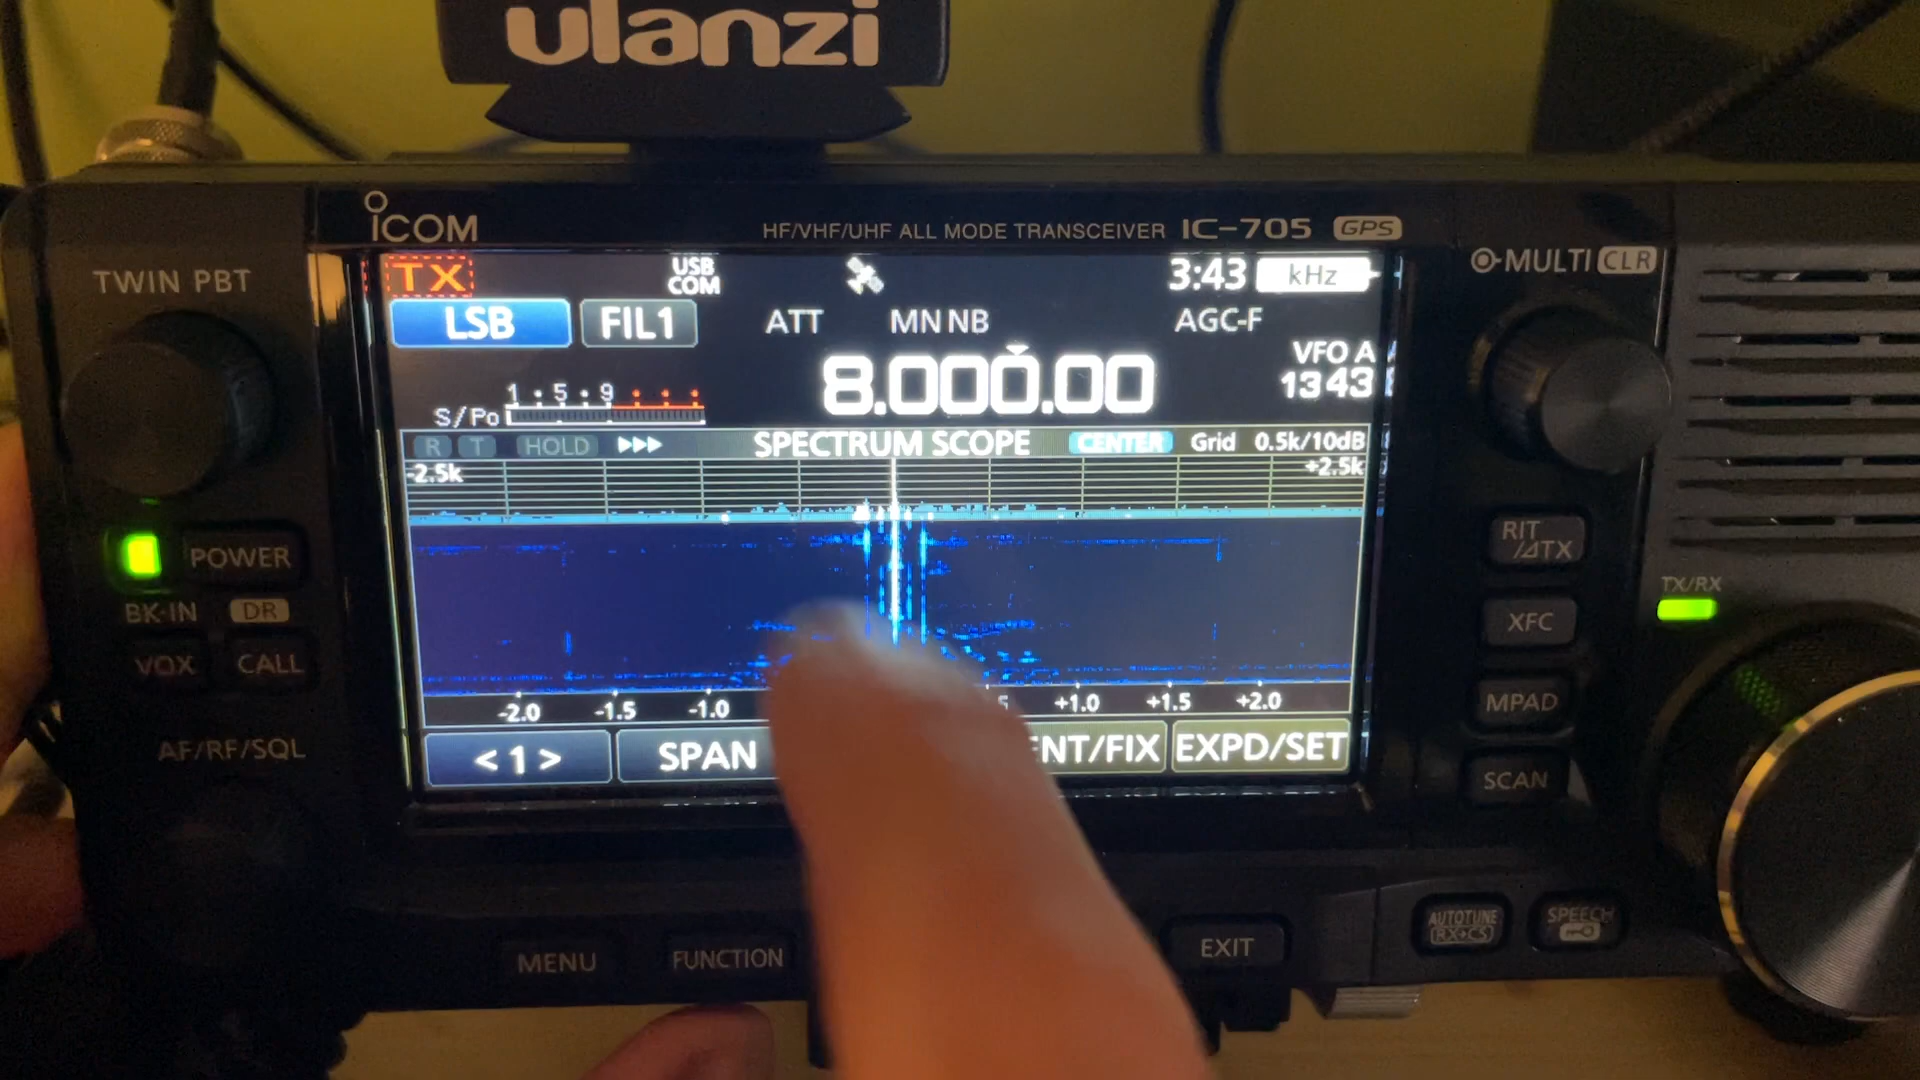 ulanzi
ICOM
HF/VHF/UHF ALL MODE TRANSCEIVER IC-705 GPS
TWIN PBT
MULTI CLR
TX
USB
COM
3:43 kHz
LSB FIL1 ATT MN NB AGC-F
8.000.00
VFO A
1 5 9
S/Po
R T HOLD SPECTRUM SCOPE CENTER Grid 0.5k/10dB
-2.5k +2.5k
-2.0 -1.5 -1.0 +1.0 +1.5 +2.0
< 1 > SPAN ENT/FIX EXPD/SET
POWER
BK-IN DR
VOX CALL
AF/RF/SQL
RIT
/⊿TX
TX/RX
XFC
MPAD
SCAN
MENU FUNCTION EXIT
AUTOTUNE
RX→CS
SPEECH